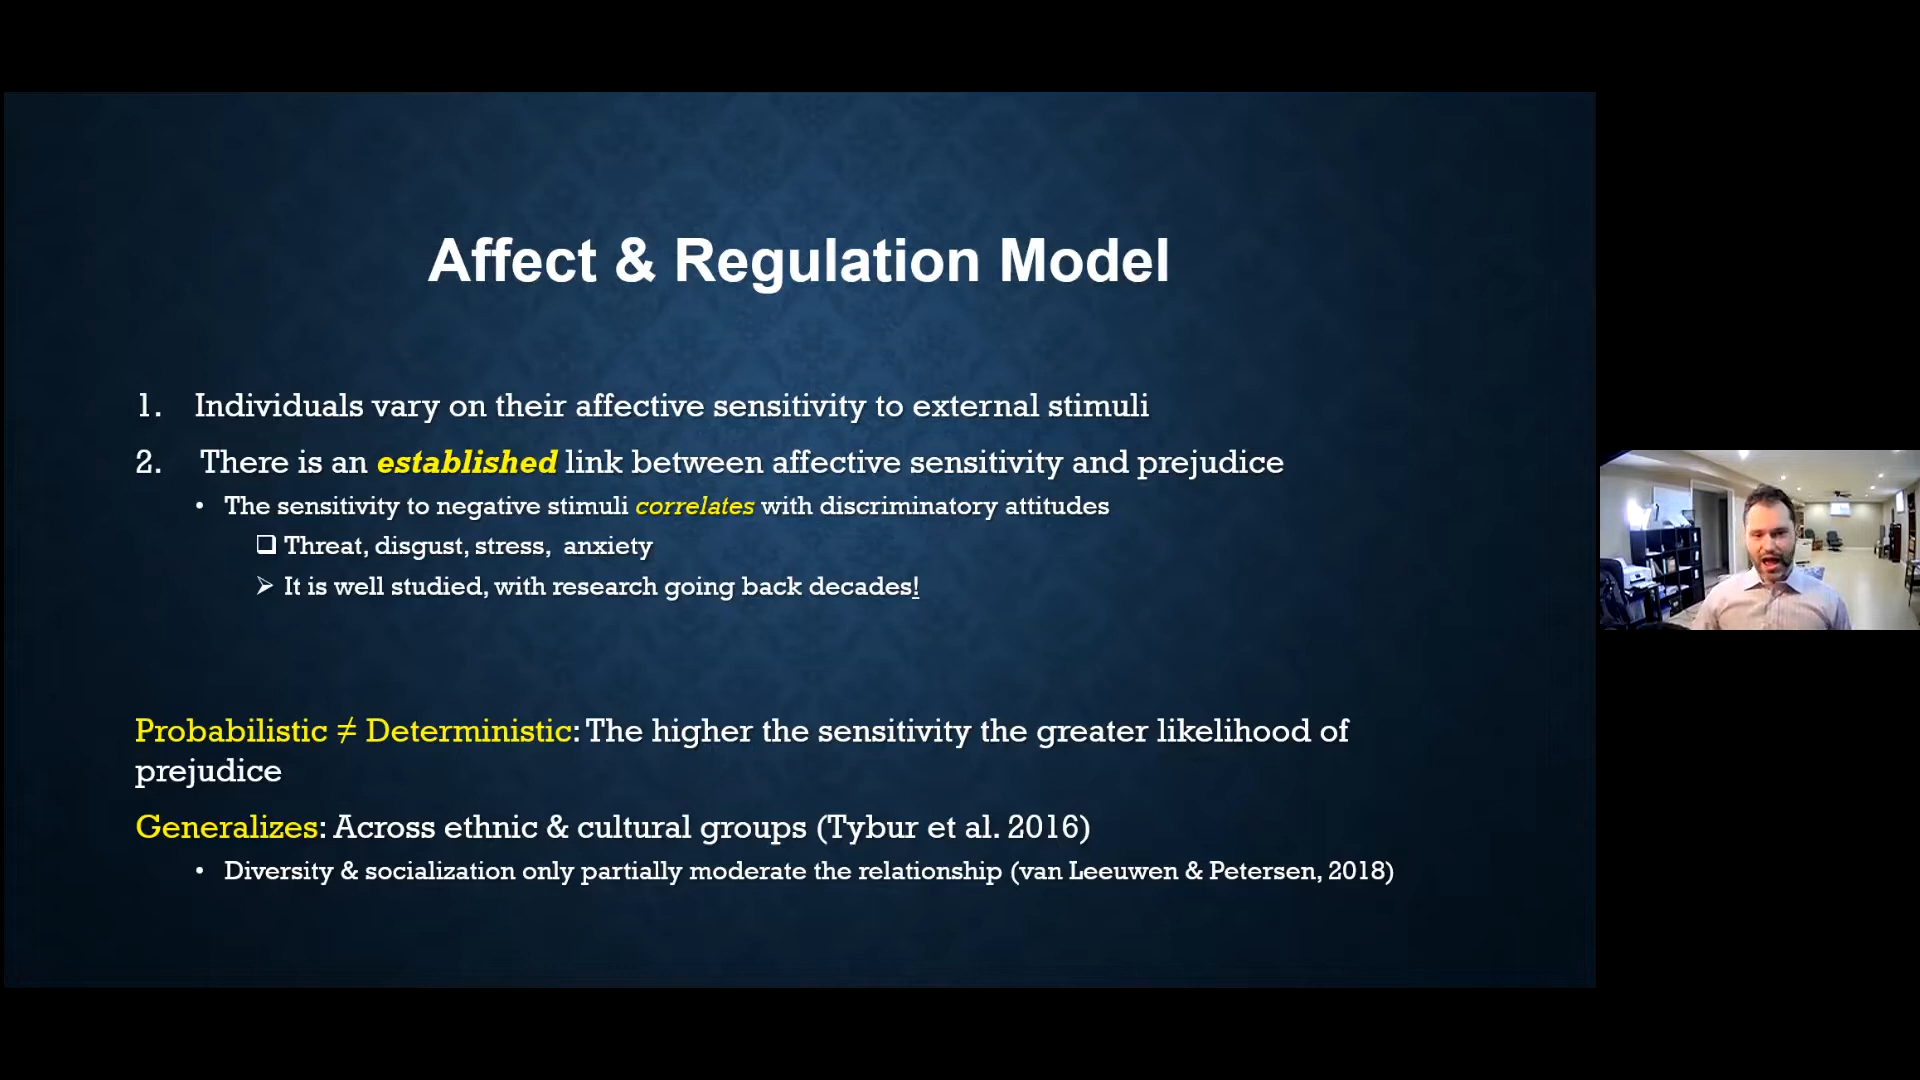 Affect & Regulation Model
1. Individuals vary on their affective sensitivity to external stimuli
2. There is an established link between affective sensitivity and prejudice
• The sensitivity to negative stimuli correlates with discriminatory attitudes
❑ Threat, disgust, stress, anxiety
➢ It is well studied, with research going back decades!
Probabilistic ≠ Deterministic: The higher the sensitivity the greater likelihood of
prejudice
Generalizes: Across ethnic & cultural groups (Tybur et al. 2016)
• Diversity & socialization only partially moderate the relationship (van Leeuwen & Petersen, 2018)